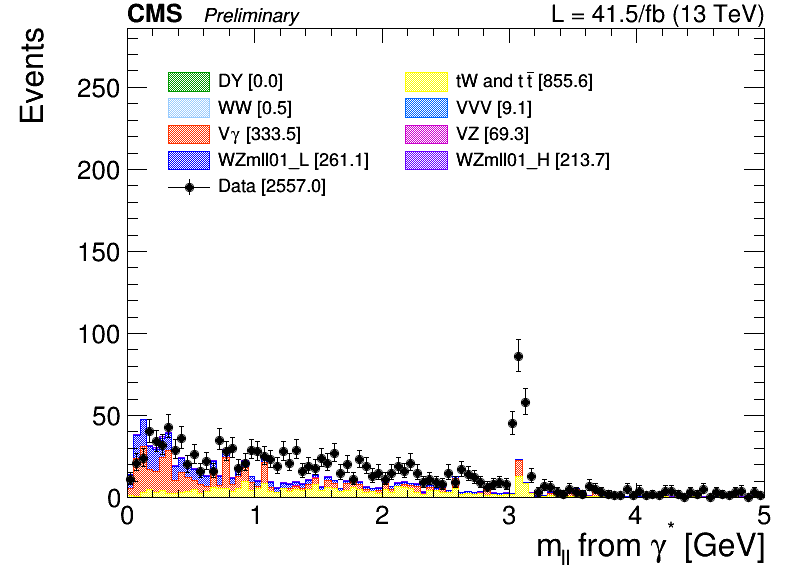 CMS Preliminary L = 41.5/fb (13 TeV)
Events
DY [0.0] tW and tt̄ [855.6]
WW [0.5] VVV [9.1]
Vγ [333.5] VZ [69.3]
WZmll01_L [261.1] WZmll01_H [213.7]
Data [2557.0]
250
200
150
100
50
0
0 1 2 3 4 5
m_ll from γ* [GeV]